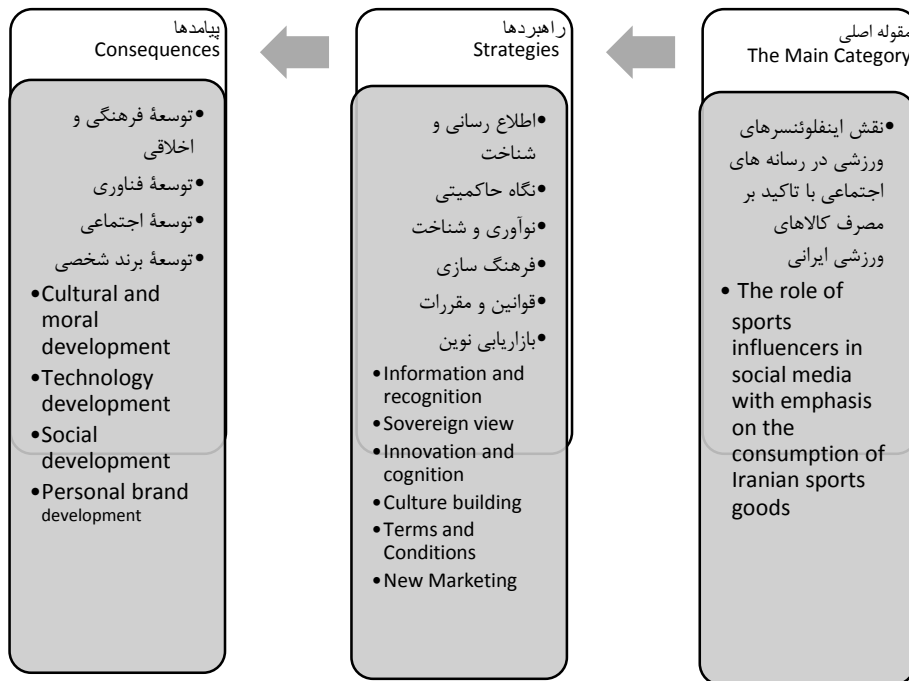 مقوله اصلی
The Main Category
•نقش اینفلوئنسرهای
ورزشی در رسانه های
اجتماعی با تاکید بر
مصرف کالاهای
ورزشی ایرانی
• The role of
sports
influencers in
social media
with emphasis
on the
consumption of
Iranian sports
goods
راهبردها
Strategies
•اطلاع رسانی و
شناخت
•نگاه حاکمیتی
•نوآوری و شناخت
•فرهنگ سازی
•قوانین و مقررات
•بازاریابی نوین
•Information and
recognition
•Sovereign view
•Innovation and
cognition
•Culture building
•Terms and
Conditions
•New Marketing
پیامدها
Consequences
•توسعۀ فرهنگی و
اخلاقی
•توسعۀ فناوری
•توسعۀ اجتماعی
•توسعۀ برند شخصی
•Cultural and
moral
development
•Technology
development
•Social
development
•Personal brand
development